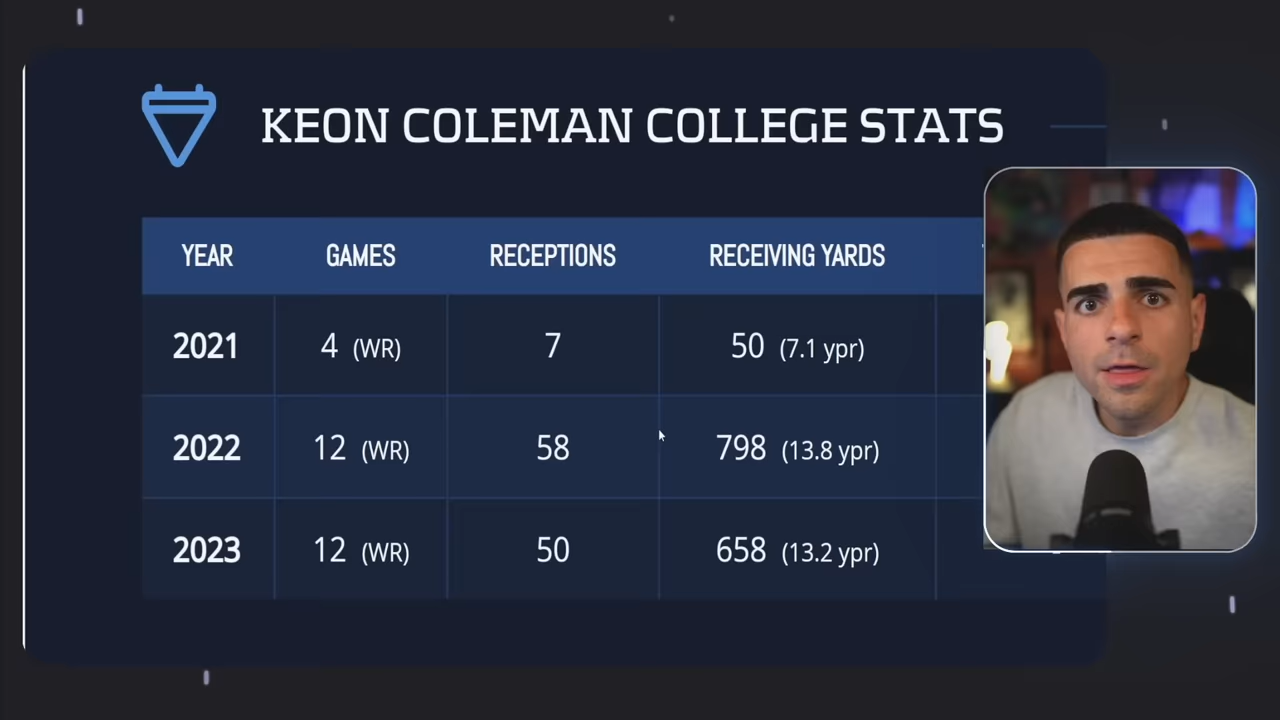 KEON COLEMAN COLLEGE STATS
YEAR GAMES RECEPTIONS RECEIVING YARDS
2021 4 (WR) 7 50 (7.1 ypr)
2022 12 (WR) 58 798 (13.8 ypr)
2023 12 (WR) 50 658 (13.2 ypr)